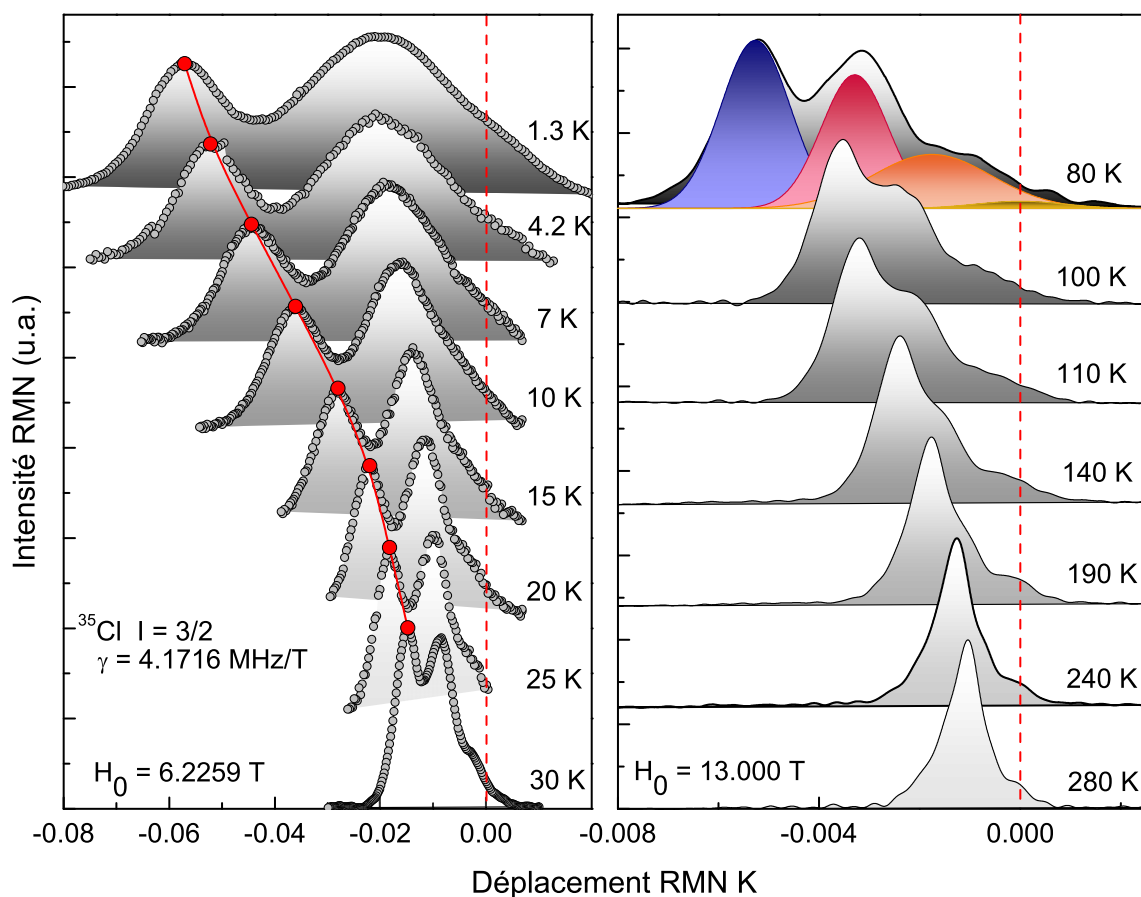 Intensité RMN (u.a.)
1.3 K
4.2 K
7 K
10 K
15 K
20 K
25 K
30 K
³⁵Cl I = 3/2
γ = 4.1716 MHz/T
H₀ = 6.2259 T
-0.08 -0.06 -0.04 -0.02 0.00
80 K
100 K
110 K
140 K
190 K
240 K
280 K
H₀ = 13.000 T
-0.008 -0.004 0.000
Déplacement RMN K